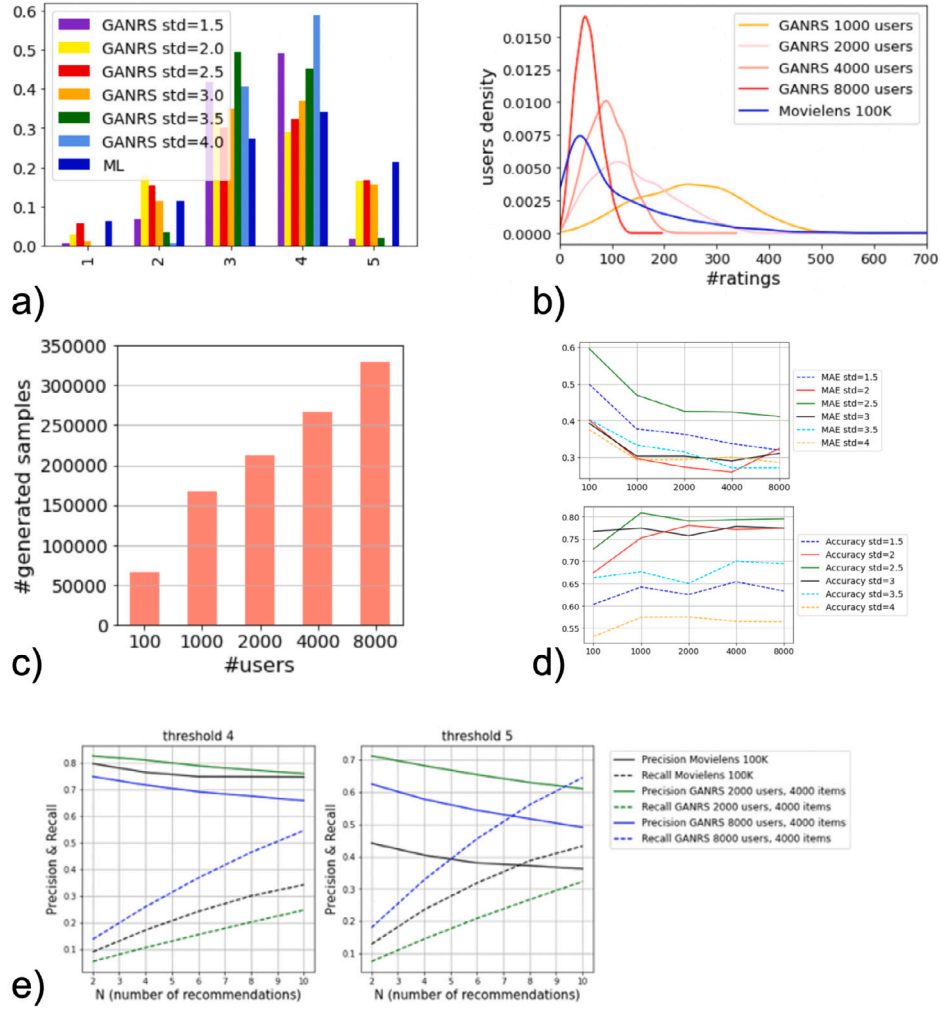 0.6
0.5
0.4
0.3
0.2
0.1
0.0
GANRS std=1.5
GANRS std=2.0
GANRS std=2.5
GANRS std=3.0
GANRS std=3.5
GANRS std=4.0
ML
1 2 3 4 5
a)
users density
0.0150
0.0125
0.0100
0.0075
0.0050
0.0025
0.0000
GANRS 1000 users
GANRS 2000 users
GANRS 4000 users
GANRS 8000 users
Movielens 100K
0 100 200 300 400 500 600 700
#ratings
b)
#generated samples
350000
300000
250000
200000
150000
100000
50000
0
100 1000 2000 4000 8000
#users
c)
0.6
0.5
0.4
0.3
100 1000 2000 4000 8000
MAE std=1.5
MAE std=2
MAE std=2.5
MAE std=3
MAE std=3.5
MAE std=4
0.80
0.75
0.70
0.65
0.60
0.55
100 1000 2000 4000 8000
Accuracy std=1.5
Accuracy std=2
Accuracy std=2.5
Accuracy std=3
Accuracy std=3.5
Accuracy std=4
d)
threshold 4
Precision & Recall
0.8
0.7
0.6
0.5
0.4
0.3
0.2
0.1
2 3 4 5 6 7 8 9 10
N (number of recommendations)
threshold 5
Precision & Recall
0.7
0.6
0.5
0.4
0.3
0.2
0.1
2 3 4 5 6 7 8 9 10
N (number of recommendations)
Precision Movielens 100K
Recall Movielens 100K
Precision GANRS 2000 users, 4000 items
Recall GANRS 2000 users, 4000 items
Precision GANRS 8000 users, 4000 items
Recall GANRS 8000 users, 4000 items
e)